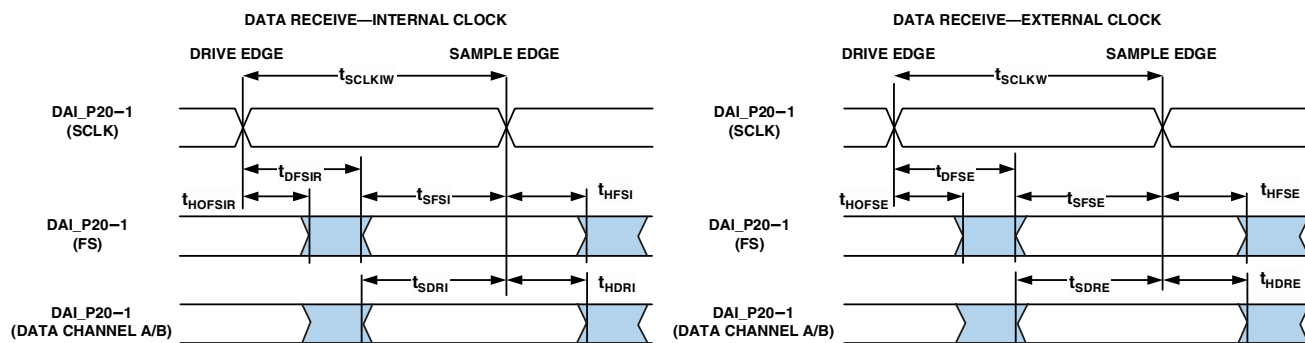 DATA RECEIVE—INTERNAL CLOCK
DRIVE EDGE
SAMPLE EDGE
tSCLKIW
DAI_P20–1
(SCLK)
tDFSIR
tHOFSIR
tSFSI
tHFSI
DAI_P20–1
(FS)
tSDRI
tHDRI
DAI_P20–1
(DATA CHANNEL A/B)
DATA RECEIVE—EXTERNAL CLOCK
DRIVE EDGE
SAMPLE EDGE
tSCLKW
DAI_P20–1
(SCLK)
tDFSE
tHOFSE
tSFSE
tHFSE
DAI_P20–1
(FS)
tSDRE
tHDRE
DAI_P20–1
(DATA CHANNEL A/B)